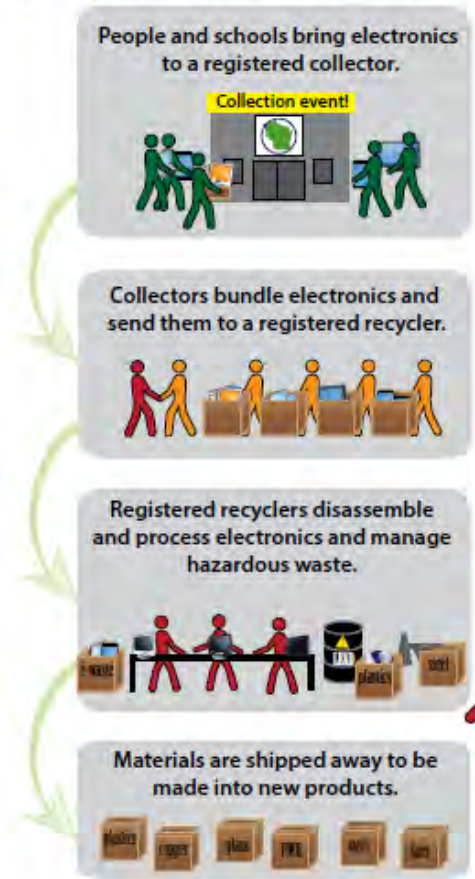 People and schools bring electronics
to a registered collector.
Collection event!
Collectors bundle electronics and
send them to a registered recycler.
Registered recyclers disassemble
and process electronics and manage
hazardous waste.
e-waste
plastics
steel
Materials are shipped away to be
made into new products.
plastics
copper
glass
PWB